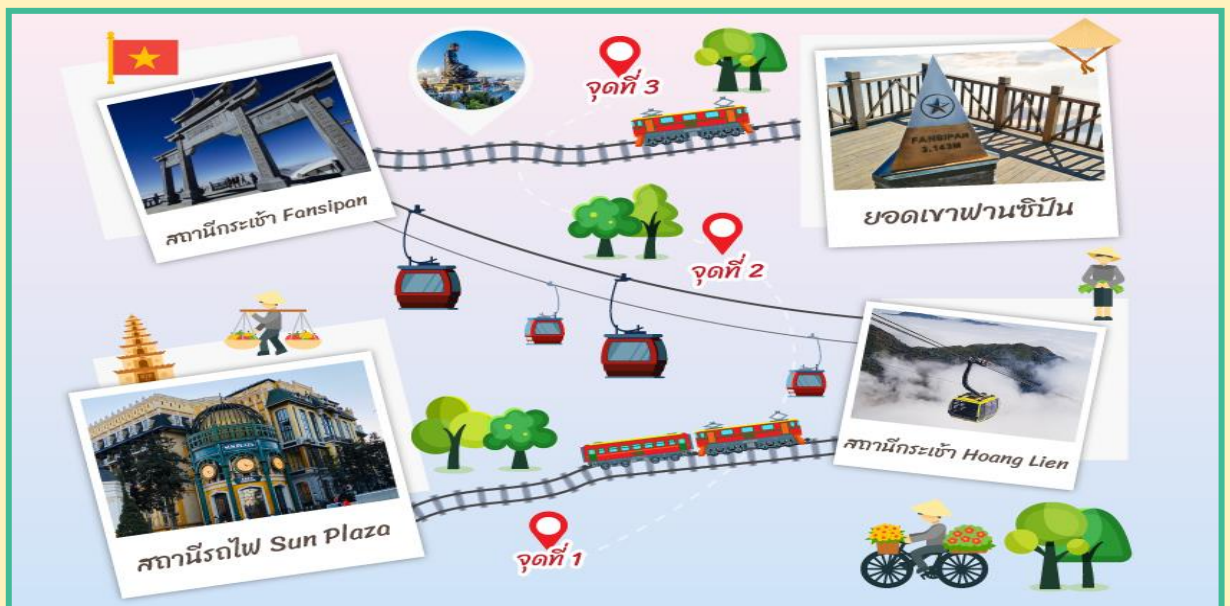 จุดที่ 3
FANSIPAN
3.143M
สถานีกระเช้า Fansipan
ยอดเขาฟานซิปัน
จุดที่ 2
SUN PLAZA
สถานีกระเช้า Hoang Lien
สถานีรถไฟ Sun Plaza
จุดที่ 1